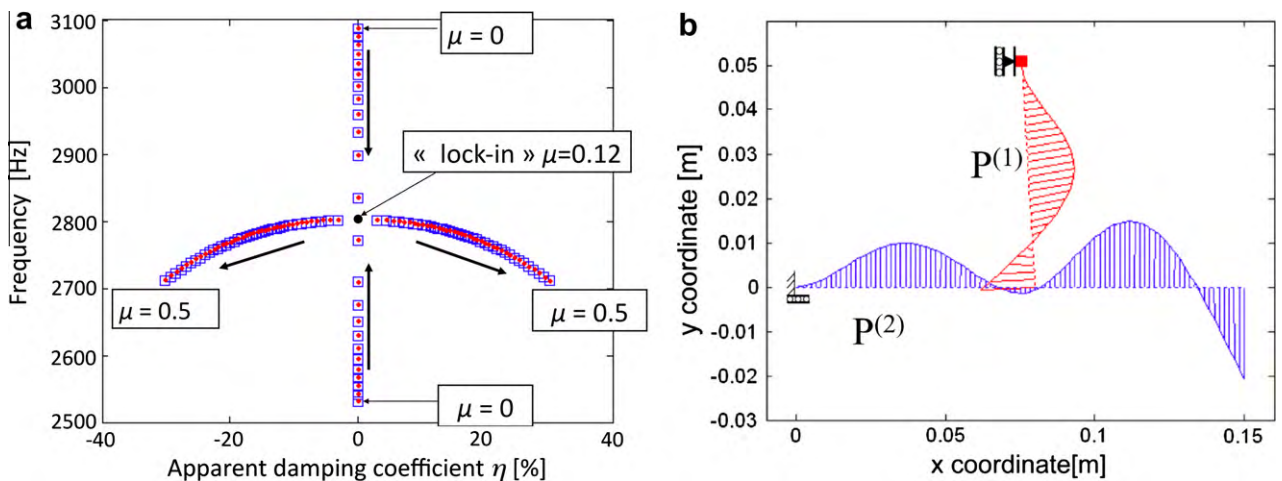 a
3100
3000
2900
2800
2700
2600
2500
Frequency [Hz]
-40
-20
0
20
40
Apparent damping coefficient η [%]
μ = 0
« lock-in » μ=0.12
μ = 0.5
μ = 0.5
μ = 0
b
0.05
0.04
0.03
0.02
0.01
0
-0.01
-0.02
-0.03
y coordinate [m]
P⁽¹⁾
P⁽²⁾
0
0.05
0.1
0.15
x coordinate[m]